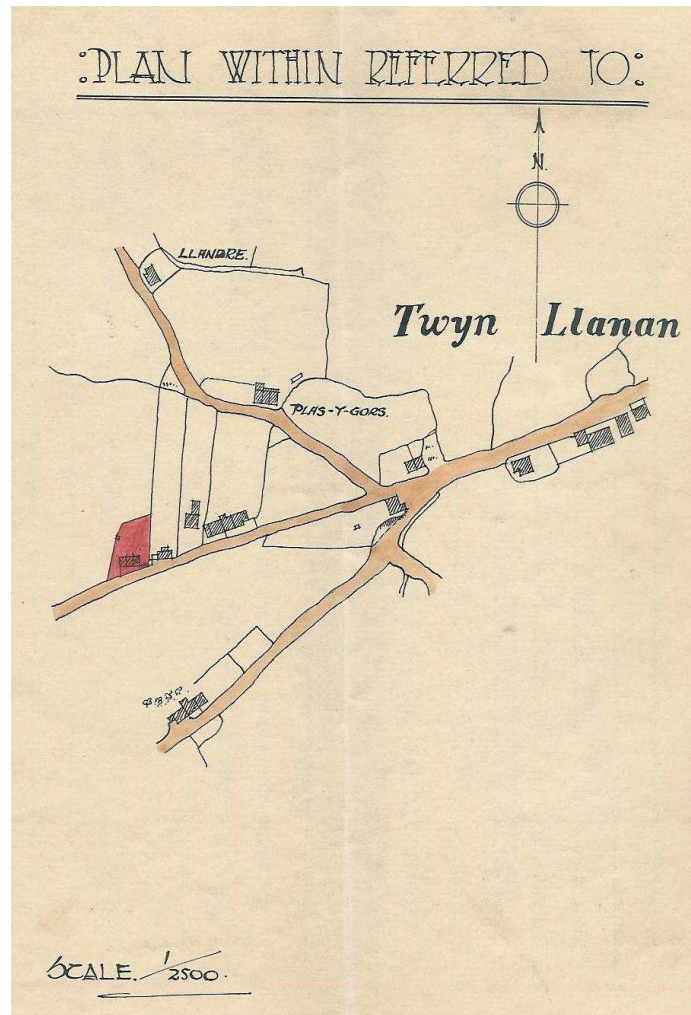 :PLAN WITHIN REFERRED TO:
N.
LLANDRE.
Twyn Llanan
PLAS-Y-GORS.
SCALE. 1/2500.